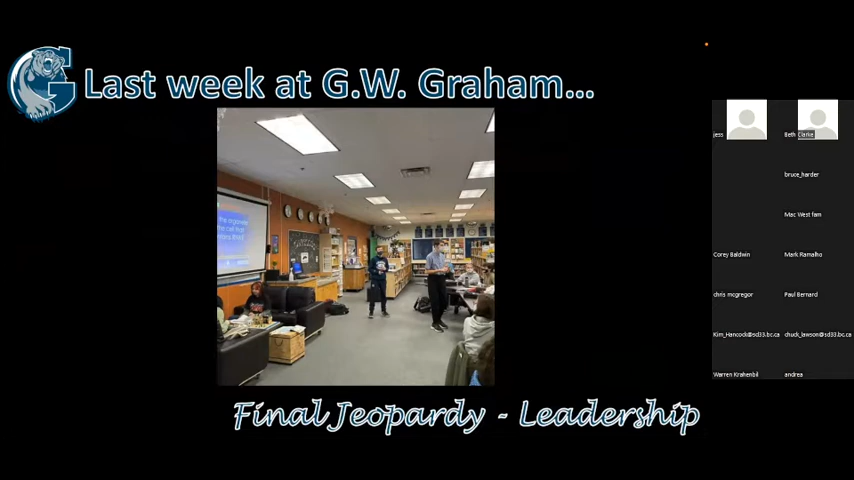 Last week at G.W. Graham...
G
Final Jeopardy - Leadership
jess
Beth Clarke
bruce_harder
Mac West fam
Corey Baldwin
Mark Ramalho
chris mcgregor
Paul Bernard
Kim_Hancock@sd33.bc.ca
chuck_lawson@sd33.bc.ca
Warren Krahenbil
andrea